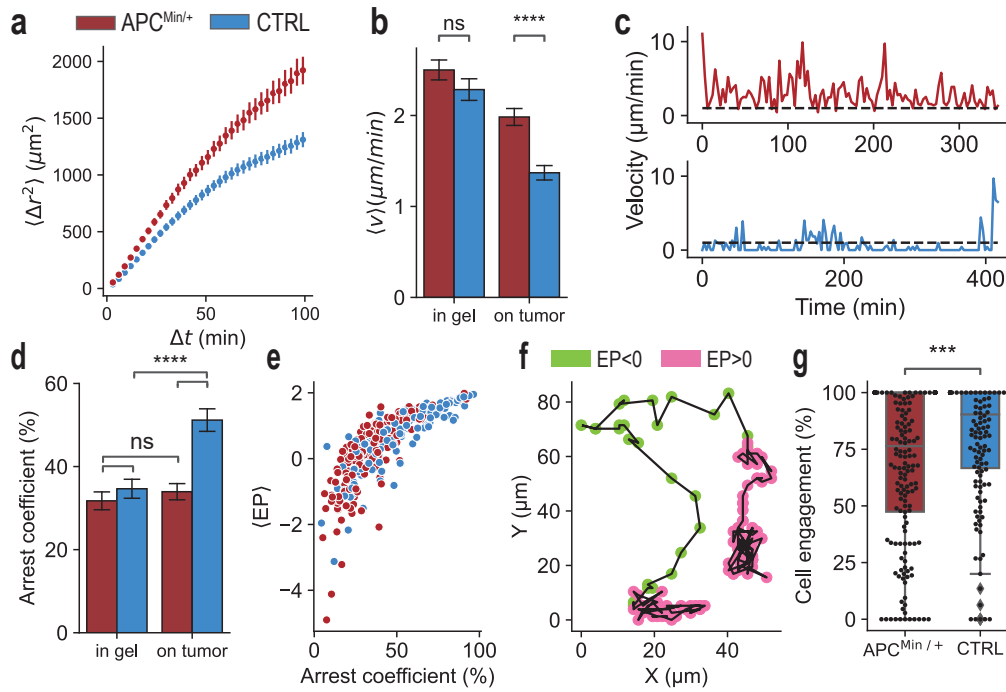 a
APC^Min/+ CTRL
2000
1500
1000
500
0
⟨Δr²⟩ (μm²)
0 50 100
Δt (min)
b
ns ****
2
1
0
⟨v⟩(μm/min)
in gel on tumor
c
10
0
0 100 200 300
Velocity (μm/min)
10
0
0 200 400
Time (min)
d
****
ns
60
40
20
0
Arrest coefficient (%)
in gel on tumor
e
2
0
−2
−4
⟨EP⟩
0 50 100
Arrest coefficient (%)
f
EP<0 EP>0
80
60
40
20
0
Y (μm)
0 20 40
X (μm)
g
***
100
75
50
25
0
Cell engagement (%)
APC^Min/+ CTRL